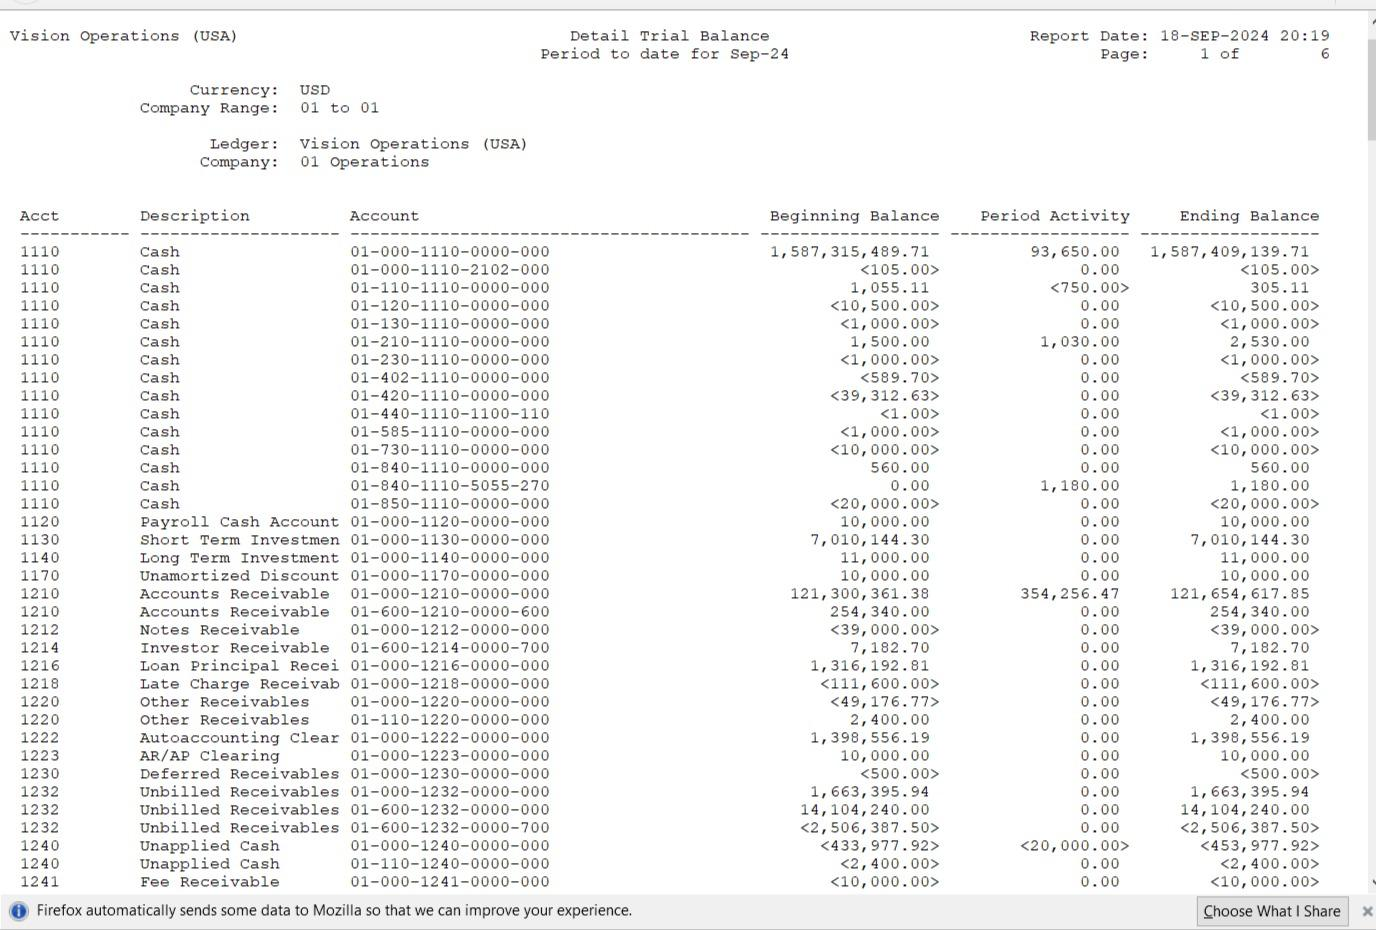 Vision Operations (USA) Detail Trial Balance Report Date: 18-SEP-2024 20:19
Period to date for Sep-24 Page: 1 of 6
Currency: USD
Company Range: 01 to 01
Ledger: Vision Operations (USA)
Company: 01 Operations
Acct Description Account Beginning Balance Period Activity Ending Balance
----------- -------------------- ---------------------------------------- ------------------ ------------------ ------------------
1110 Cash 01-000-1110-0000-000 1,587,315,489.71 93,650.00 1,587,409,139.71
1110 Cash 01-000-1110-2102-000 <105.00> 0.00 <105.00>
1110 Cash 01-110-1110-0000-000 1,055.11 <750.00> 305.11
1110 Cash 01-120-1110-0000-000 <10,500.00> 0.00 <10,500.00>
1110 Cash 01-130-1110-0000-000 <1,000.00> 0.00 <1,000.00>
1110 Cash 01-210-1110-0000-000 1,500.00 1,030.00 2,530.00
1110 Cash 01-230-1110-0000-000 <1,000.00> 0.00 <1,000.00>
1110 Cash 01-402-1110-0000-000 <589.70> 0.00 <589.70>
1110 Cash 01-420-1110-0000-000 <39,312.63> 0.00 <39,312.63>
1110 Cash 01-440-1110-1100-110 <1.00> 0.00 <1.00>
1110 Cash 01-585-1110-0000-000 <1,000.00> 0.00 <1,000.00>
1110 Cash 01-730-1110-0000-000 <10,000.00> 0.00 <10,000.00>
1110 Cash 01-840-1110-0000-000 560.00 0.00 560.00
1110 Cash 01-840-1110-5055-270 0.00 1,180.00 1,180.00
1110 Cash 01-850-1110-0000-000 <20,000.00> 0.00 <20,000.00>
1120 Payroll Cash Account 01-000-1120-0000-000 10,000.00 0.00 10,000.00
1130 Short Term Investmen 01-000-1130-0000-000 7,010,144.30 0.00 7,010,144.30
1140 Long Term Investment 01-000-1140-0000-000 11,000.00 0.00 11,000.00
1170 Unamortized Discount 01-000-1170-0000-000 10,000.00 0.00 10,000.00
1210 Accounts Receivable 01-000-1210-0000-000 121,300,361.38 354,256.47 121,654,617.85
1210 Accounts Receivable 01-600-1210-0000-600 254,340.00 0.00 254,340.00
1212 Notes Receivable 01-000-1212-0000-000 <39,000.00> 0.00 <39,000.00>
1214 Investor Receivable 01-600-1214-0000-700 7,182.70 0.00 7,182.70
1216 Loan Principal Recei 01-000-1216-0000-000 1,316,192.81 0.00 1,316,192.81
1218 Late Charge Receivab 01-000-1218-0000-000 <111,600.00> 0.00 <111,600.00>
1220 Other Receivables 01-000-1220-0000-000 <49,176.77> 0.00 <49,176.77>
1220 Other Receivables 01-110-1220-0000-000 2,400.00 0.00 2,400.00
1222 Autoaccounting Clear 01-000-1222-0000-000 1,398,556.19 0.00 1,398,556.19
1223 AR/AP Clearing 01-000-1223-0000-000 10,000.00 0.00 10,000.00
1230 Deferred Receivables 01-000-1230-0000-000 <500.00> 0.00 <500.00>
1232 Unbilled Receivables 01-000-1232-0000-000 1,663,395.94 0.00 1,663,395.94
1232 Unbilled Receivables 01-600-1232-0000-000 14,104,240.00 0.00 14,104,240.00
1232 Unbilled Receivables 01-600-1232-0000-700 <2,506,387.50> 0.00 <2,506,387.50>
1240 Unapplied Cash 01-000-1240-0000-000 <433,977.92> <20,000.00> <453,977.92>
1240 Unapplied Cash 01-110-1240-0000-000 <2,400.00> 0.00 <2,400.00>
1241 Fee Receivable 01-000-1241-0000-000 <10,000.00> 0.00 <10,000.00>
Firefox automatically sends some data to Mozilla so that we can improve your experience. Choose What I Share